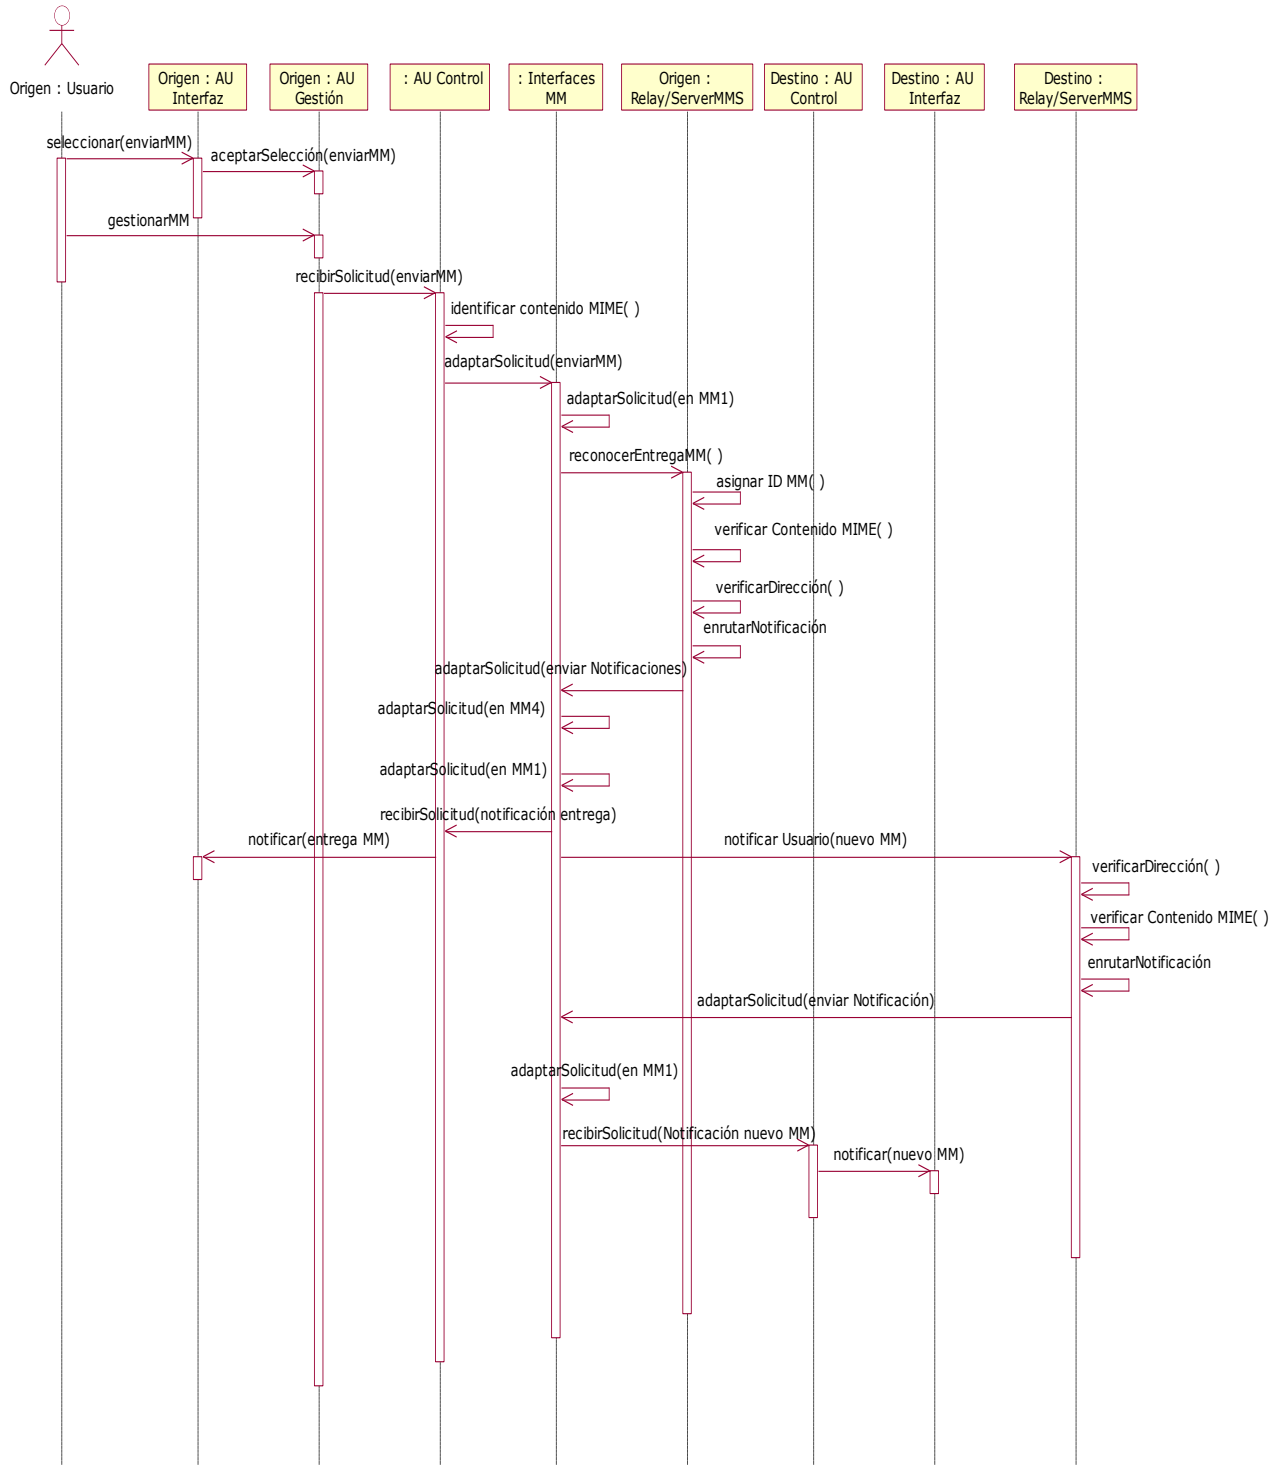 Origen : Usuario
Origen : AU
Interfaz
Origen : AU
Gestión
: AU Control
: Interfaces
MM
Origen :
Relay/ServerMMS
Destino : AU
Control
Destino : AU
Interfaz
Destino :
Relay/ServerMMS
seleccionar(enviarMM)
aceptarSelección(enviarMM)
gestionarMM
recibirSolicitud(enviarMM)
identificar contenido MIME( )
adaptarSolicitud(enviarMM)
adaptarSolicitud(en MM1)
reconocerEntregaMM( )
asignar ID MM( )
verificar Contenido MIME( )
verificarDirección( )
enrutarNotificación
adaptarSolicitud(enviar Notificaciones)
adaptarSolicitud(en MM4)
adaptarSolicitud(en MM1)
recibirSolicitud(notificación entrega)
notificar(entrega MM)
notificar Usuario(nuevo MM)
verificarDirección( )
verificar Contenido MIME( )
enrutarNotificación
adaptarSolicitud(enviar Notificación)
adaptarSolicitud(en MM1)
recibirSolicitud(Notificación nuevo MM)
notificar(nuevo MM)